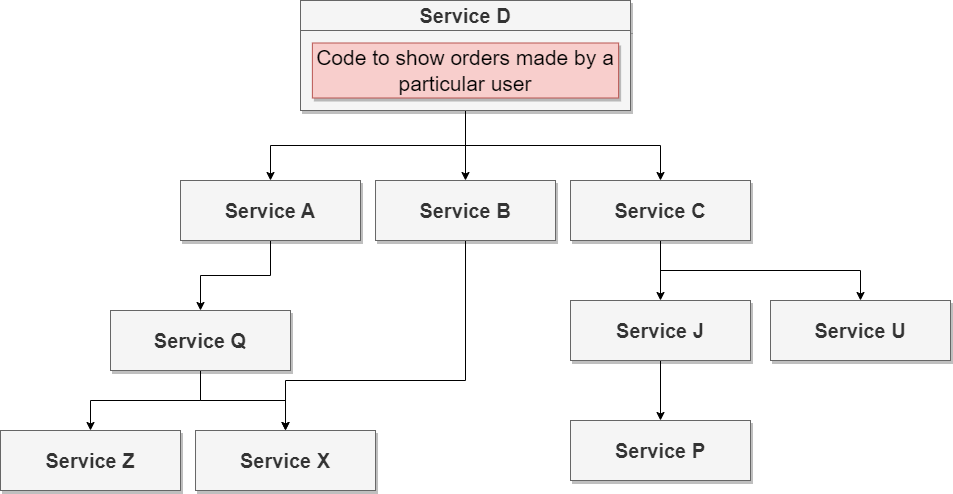 Service D
Code to show orders made by a
particular user
Service A
Service B
Service C
Service Q
Service J
Service U
Service Z
Service X
Service P